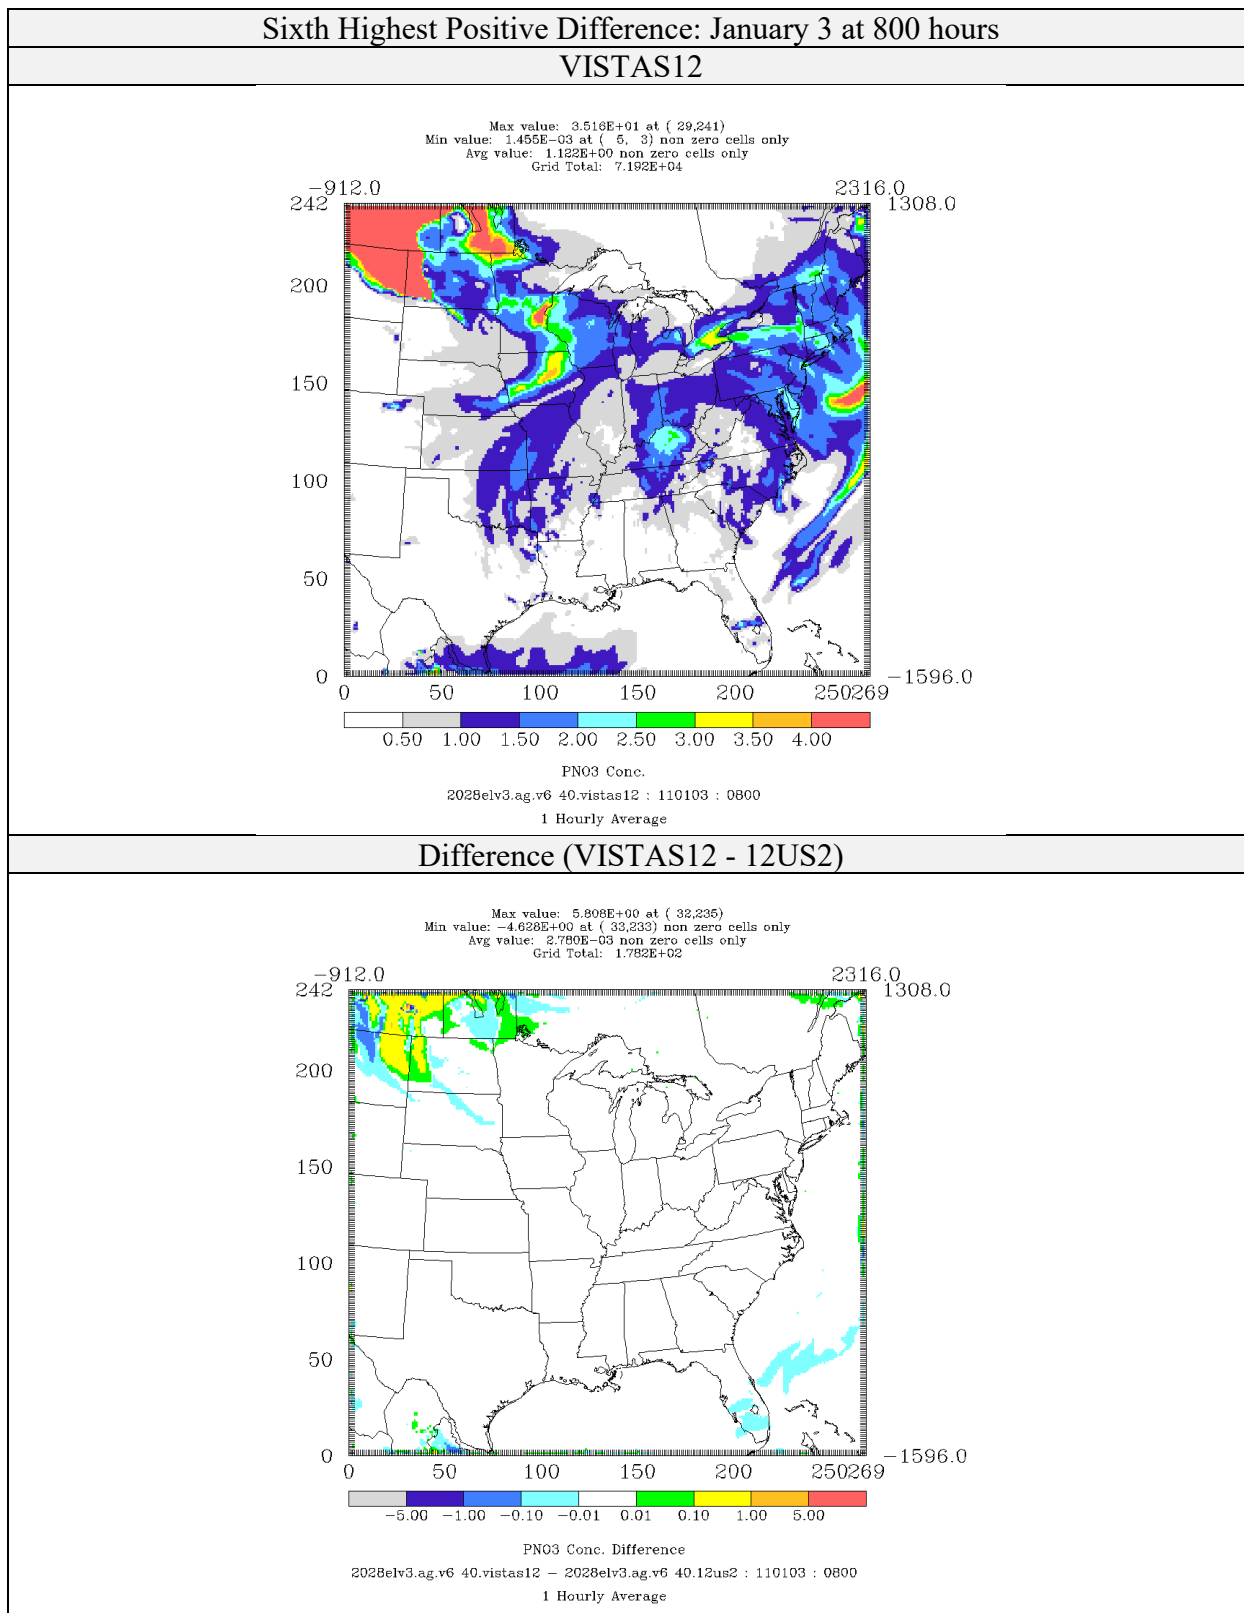 Sixth Highest Positive Difference: January 3 at 800 hours
VISTAS12
Max value: 3.516E+01 at ( 29,241)
Min value: 1.455E-03 at ( 5, 3) non zero cells only
Avg value: 1.122E+00 non zero cells only
Grid Total: 7.192E+04
-912.0 2316.0
242 1308.0
200
150
100
50
0 -1596.0
0 50 100 150 200 250269
0.50 1.00 1.50 2.00 2.50 3.00 3.50 4.00
PNO3 Conc.
2028elv3.ag.v6 40.vistas12 : 110103 : 0800
1 Hourly Average
Difference (VISTAS12 - 12US2)
Max value: 5.808E+00 at ( 32,235)
Min value: -4.628E+00 at ( 33,233) non zero cells only
Avg value: 2.780E-03 non zero cells only
Grid Total: 1.782E+02
-912.0 2316.0
242 1308.0
200
150
100
50
0 -1596.0
0 50 100 150 200 250269
-5.00 -1.00 -0.10 -0.01 0.01 0.10 1.00 5.00
PNO3 Conc. Difference
2028elv3.ag.v6 40.vistas12 - 2028elv3.ag.v6 40.12us2 : 110103 : 0800
1 Hourly Average